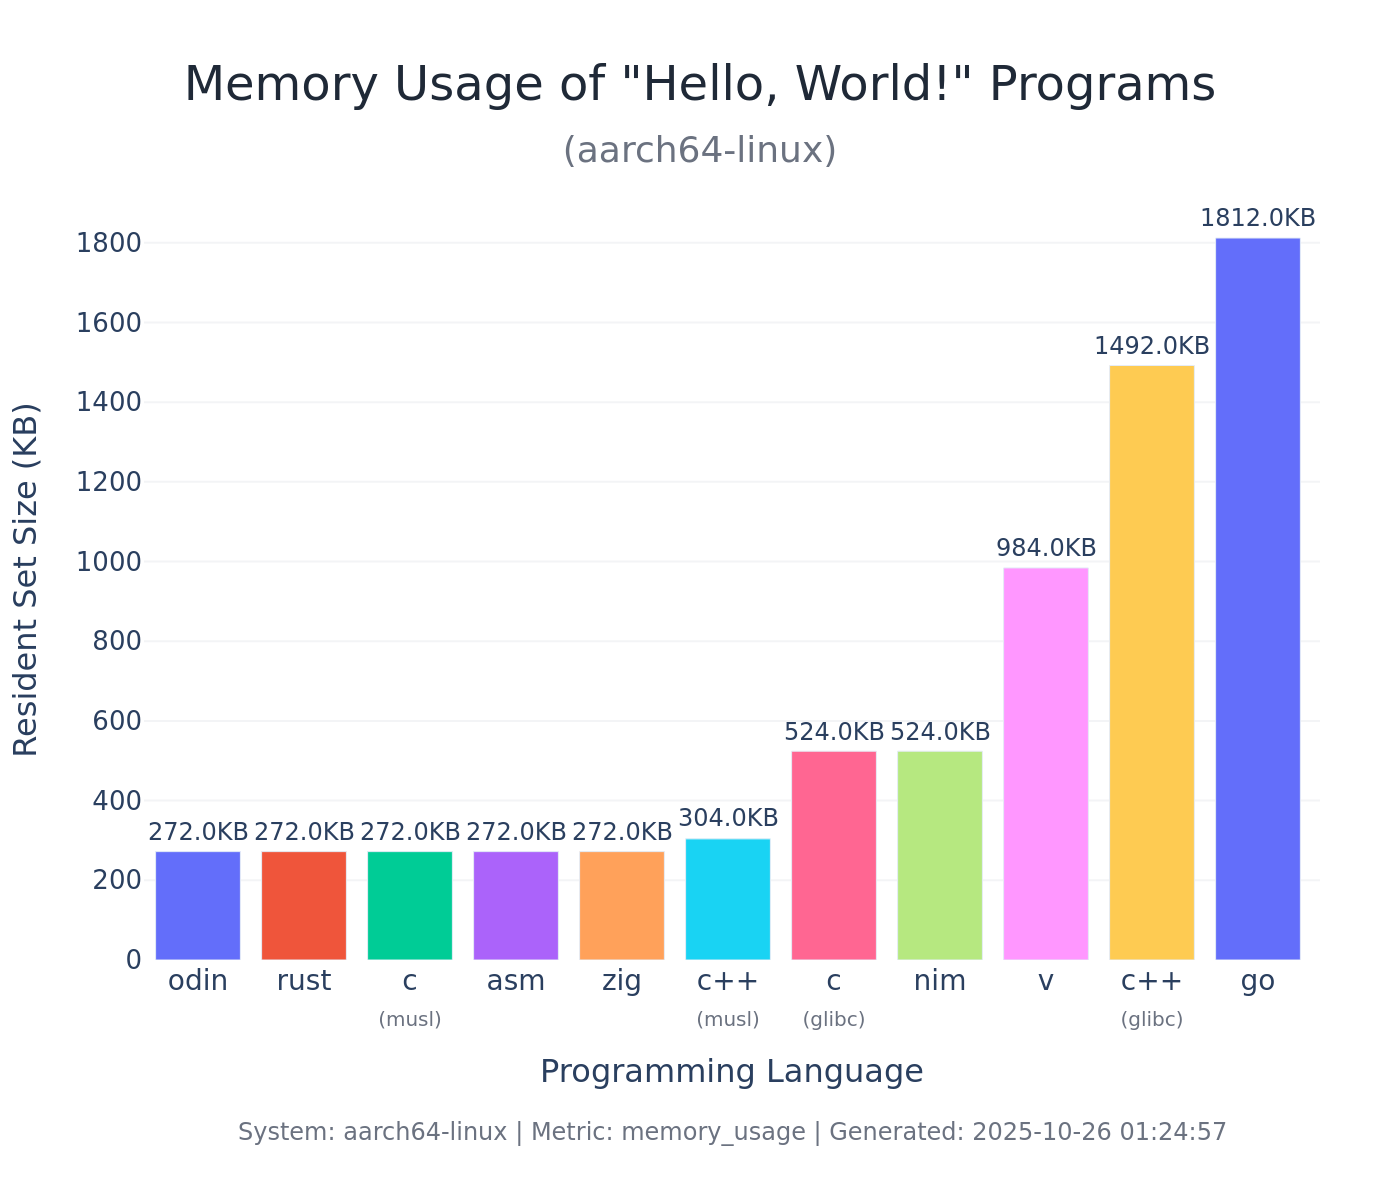 Memory Usage of "Hello, World!" Programs
(aarch64-linux)
Resident Set Size (KB)
1800
1600
1400
1200
1000
800
600
400
200
0
272.0KB 272.0KB 272.0KB 272.0KB 272.0KB 304.0KB 524.0KB 524.0KB 984.0KB 1492.0KB 1812.0KB
odin rust c asm zig c++ c nim v c++ go
(musl) (musl) (glibc) (glibc)
Programming Language
System: aarch64-linux | Metric: memory_usage | Generated: 2025-10-26 01:24:57